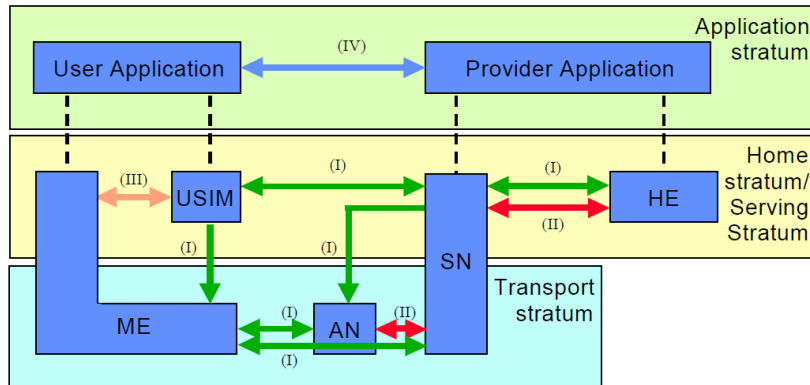 Application
stratum
(IV)
User Application
Provider Application
Home
stratum/
Serving
Stratum
(I)
(I)
(III)
USIM
HE
(II)
(I)
(I)
SN
Transport
stratum
ME
(I)
AN
(II)
(I)